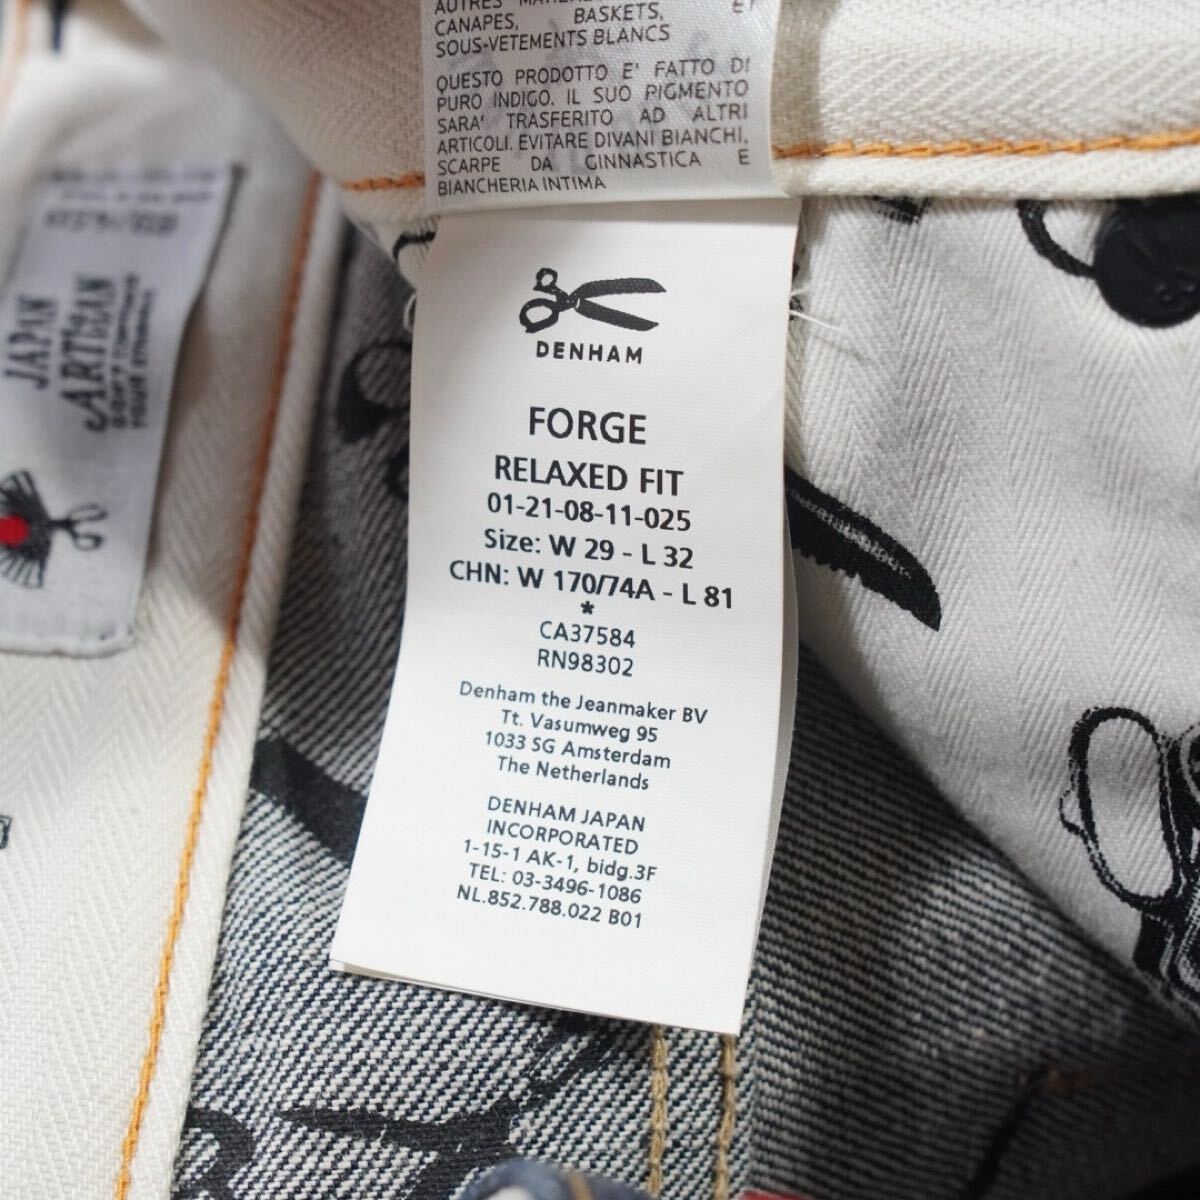 CANAPES, BASKETS, ET
SOUS-VETEMENTS BLANCS
QUESTO PRODOTTO E' FATTO DI
PURO INDIGO. IL SUO PIGMENTO
SARA' TRASFERITO AD ALTRI
ARTICOLI. EVITARE DIVANI BIANCHI,
SCARPE DA GINNASTICA E
BIANCHERIA INTIMA
DENHAM
FORGE
RELAXED FIT
01-21-08-11-025
Size: W 29 - L 32
CHN: W 170/74A - L 81
*
CA37584
RN98302
Denham the Jeanmaker BV
Tt. Vasumweg 95
1033 SG Amsterdam
The Netherlands
DENHAM JAPAN
INCORPORATED
1-15-1 AK-1, bidg.3F
TEL: 03-3496-1086
NL.852.788.022 B01
JAPAN
ARTISAN